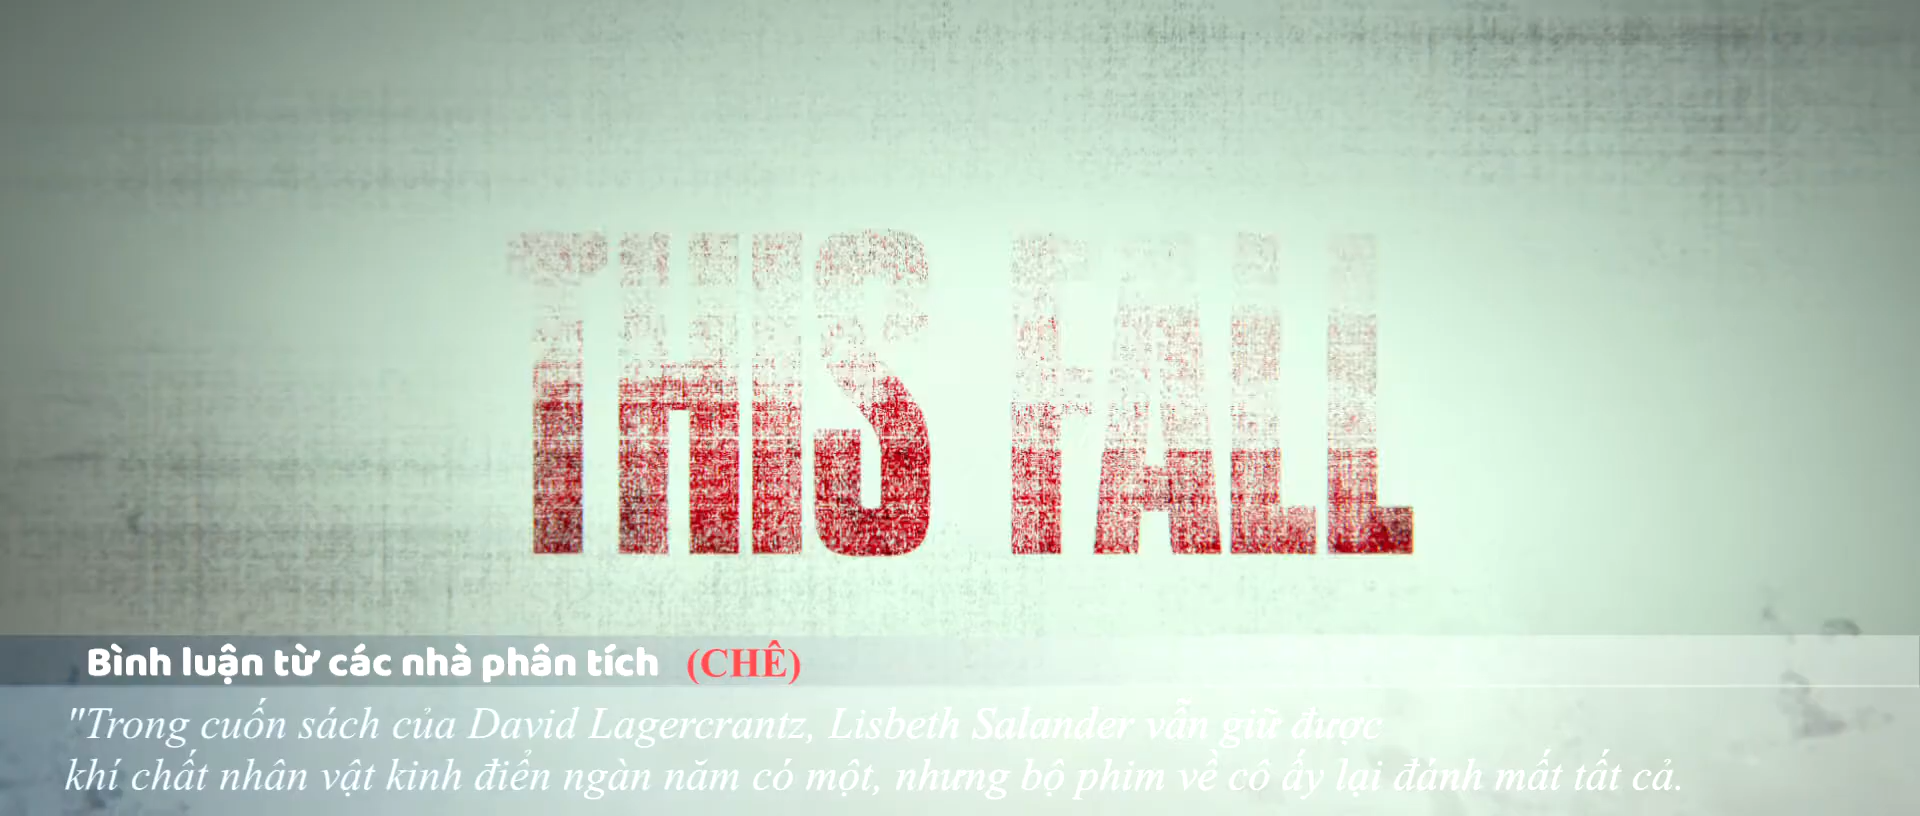 THIS FALL
Bình luận từ các nhà phân tích (CHÊ)
"Trong cuốn sách của David Lagercrantz, Lisbeth Salander vẫn giữ được
khí chất nhân vật kinh điển ngàn năm có một, nhưng bộ phim về cô ấy lại đánh mất tất cả.